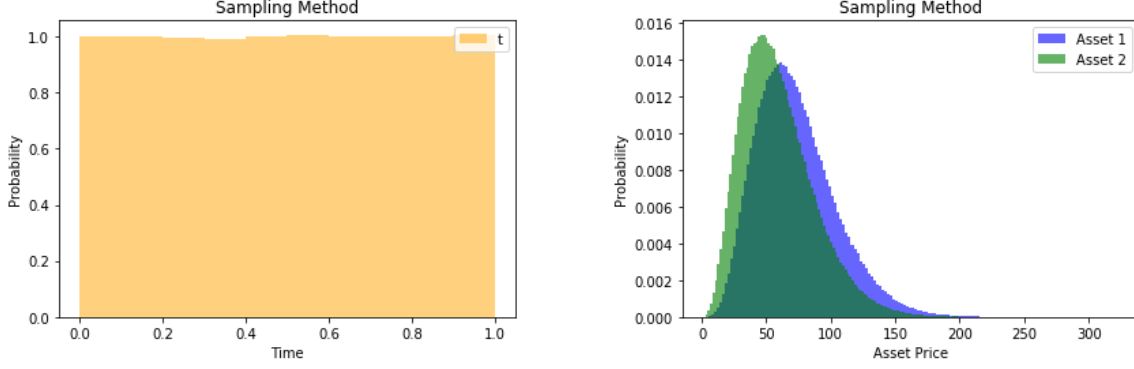 Sampling Method
1.0
0.8
0.6
0.4
0.2
0.0
Probability
t
0.0 0.2 0.4 0.6 0.8 1.0
Time
Sampling Method
0.016
0.014
0.012
0.010
0.008
0.006
0.004
0.002
0.000
Probability
Asset 1
Asset 2
0 50 100 150 200 250 300
Asset Price